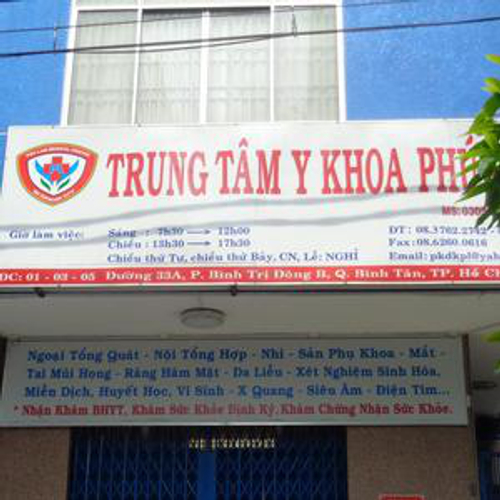 TRUNG TÂM Y KHOA
Giờ làm việc:
Sáng : 7h30 → 12h00
Chiều : 13h30 → 17h30
Chiều thứ Tư, chiều thứ Bảy, CN, Lễ: NGHỈ
ĐT: 08.3762.2742 -
Fax: 08.6260.0616
Email: pkdkpl@yah
ĐC: 01 - 03 - 05 Đường 33A, P. Bình Trị Đông B, Q. Bình Tân, TP. Hồ
Ngoại Tổng Quát - Nội Tổng Hợp - Nhi - Sản Phụ Khoa - Mắt -
Tai Mũi Họng - Răng Hàm Mặt - Da Liễu - Xét Nghiệm Sinh Hóa,
Miễn Dịch, Huyết Học, Vi Sinh - X Quang - Siêu Âm - Điện Tim...
* Nhận Khám BHYT, Khám Sức Khỏe Định Kỳ, Khám Chứng Nhận Sức Khỏe.